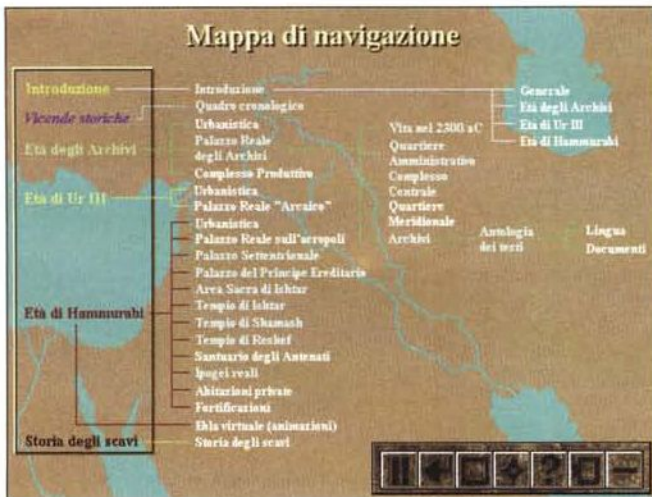 Mappa di navigazione
Introduzione
Vicende storiche
Età degli Archivi
Età di Ur III
Età di Hammurabi
Storia degli scavi
Introduzione
Quadro cronologico
Urbanistica
Palazzo Reale
degli Archivi
Complesso Produttivo
Urbanistica
Palazzo Reale "Arcaico"
Urbanistica
Palazzo Reale sull'acropoli
Palazzo Settentrionale
Palazzo del Principe Ereditario
Area Sacra di Ishtar
Tempio di Ishtar
Tempio di Shamash
Tempio di Reshef
Santuario degli Antenati
Ipogei reali
Abitazioni private
Fortificazioni
Ebla virtuale (animazioni)
Storia degli scavi
Vita nel 2300 aC
Quartiere
Amministrativo
Complesso
Centrale
Quartiere
Meridionale
Archivi
Antologia
dei testi
Lingua
Documenti
Generale
Età degli Archivi
Età di Ur III
Età di Hammurabi
?